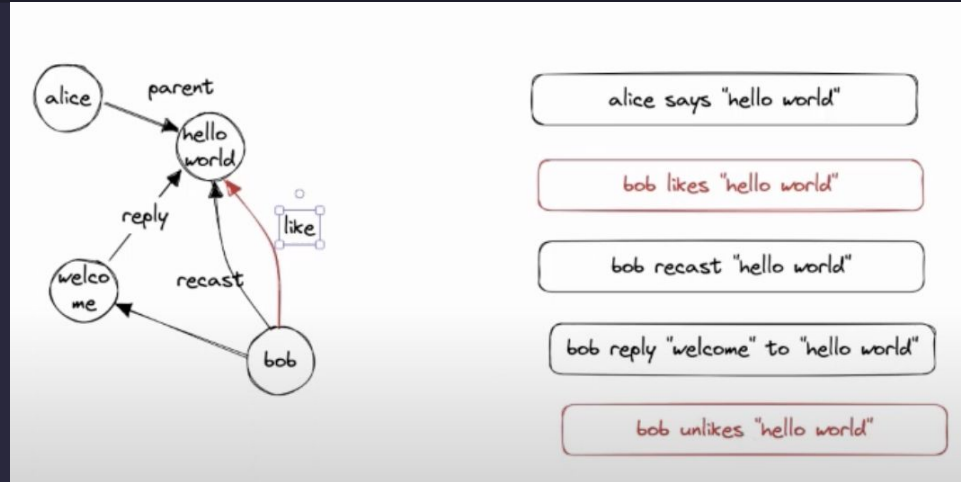 alice
parent
hello
world
reply
like
welco
me
recast
bob
alice says "hello world"
bob likes "hello world"
bob recast "hello world"
bob reply "welcome" to "hello world"
bob unlikes "hello world"